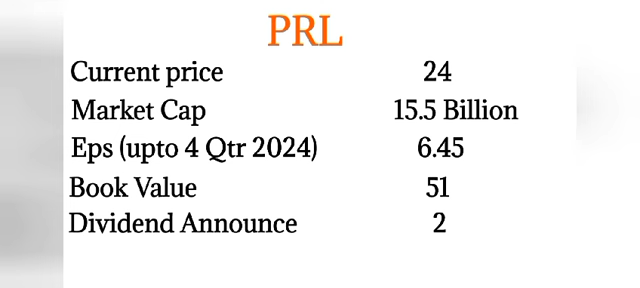 PRL
Current price 24
Market Cap 15.5 Billion
Eps (upto 4 Qtr 2024) 6.45
Book Value 51
Dividend Announce 2